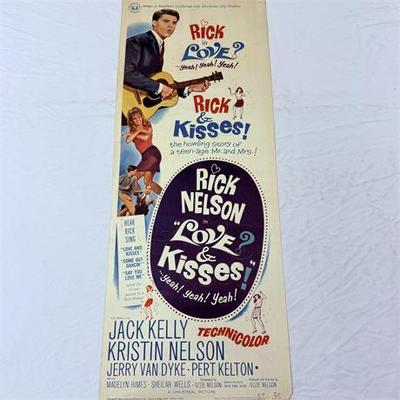 RICK
in
LOVE?
...Yeah! Yeah! Yeah!
RICK
& Kisses!
the howling story of
a teen-age Mr. and Mrs.!
RICK
NELSON
in
"LOVE?
&
Kisses!"
...Yeah! Yeah! Yeah!
HEAR
RICK
SING
"LOVE AND
KISSES"
"COME OUT
DANCIN'
"SAY YOU
LOVE ME"
JACK KELLY
TECHNICOLOR
KRISTIN NELSON
JERRY VAN DYKE · PERT KELTON
MADELYN HIMES · SHEILAH WELLS
OZZIE NELSON
OZZIE NELSON
A UNIVERSAL PICTURE